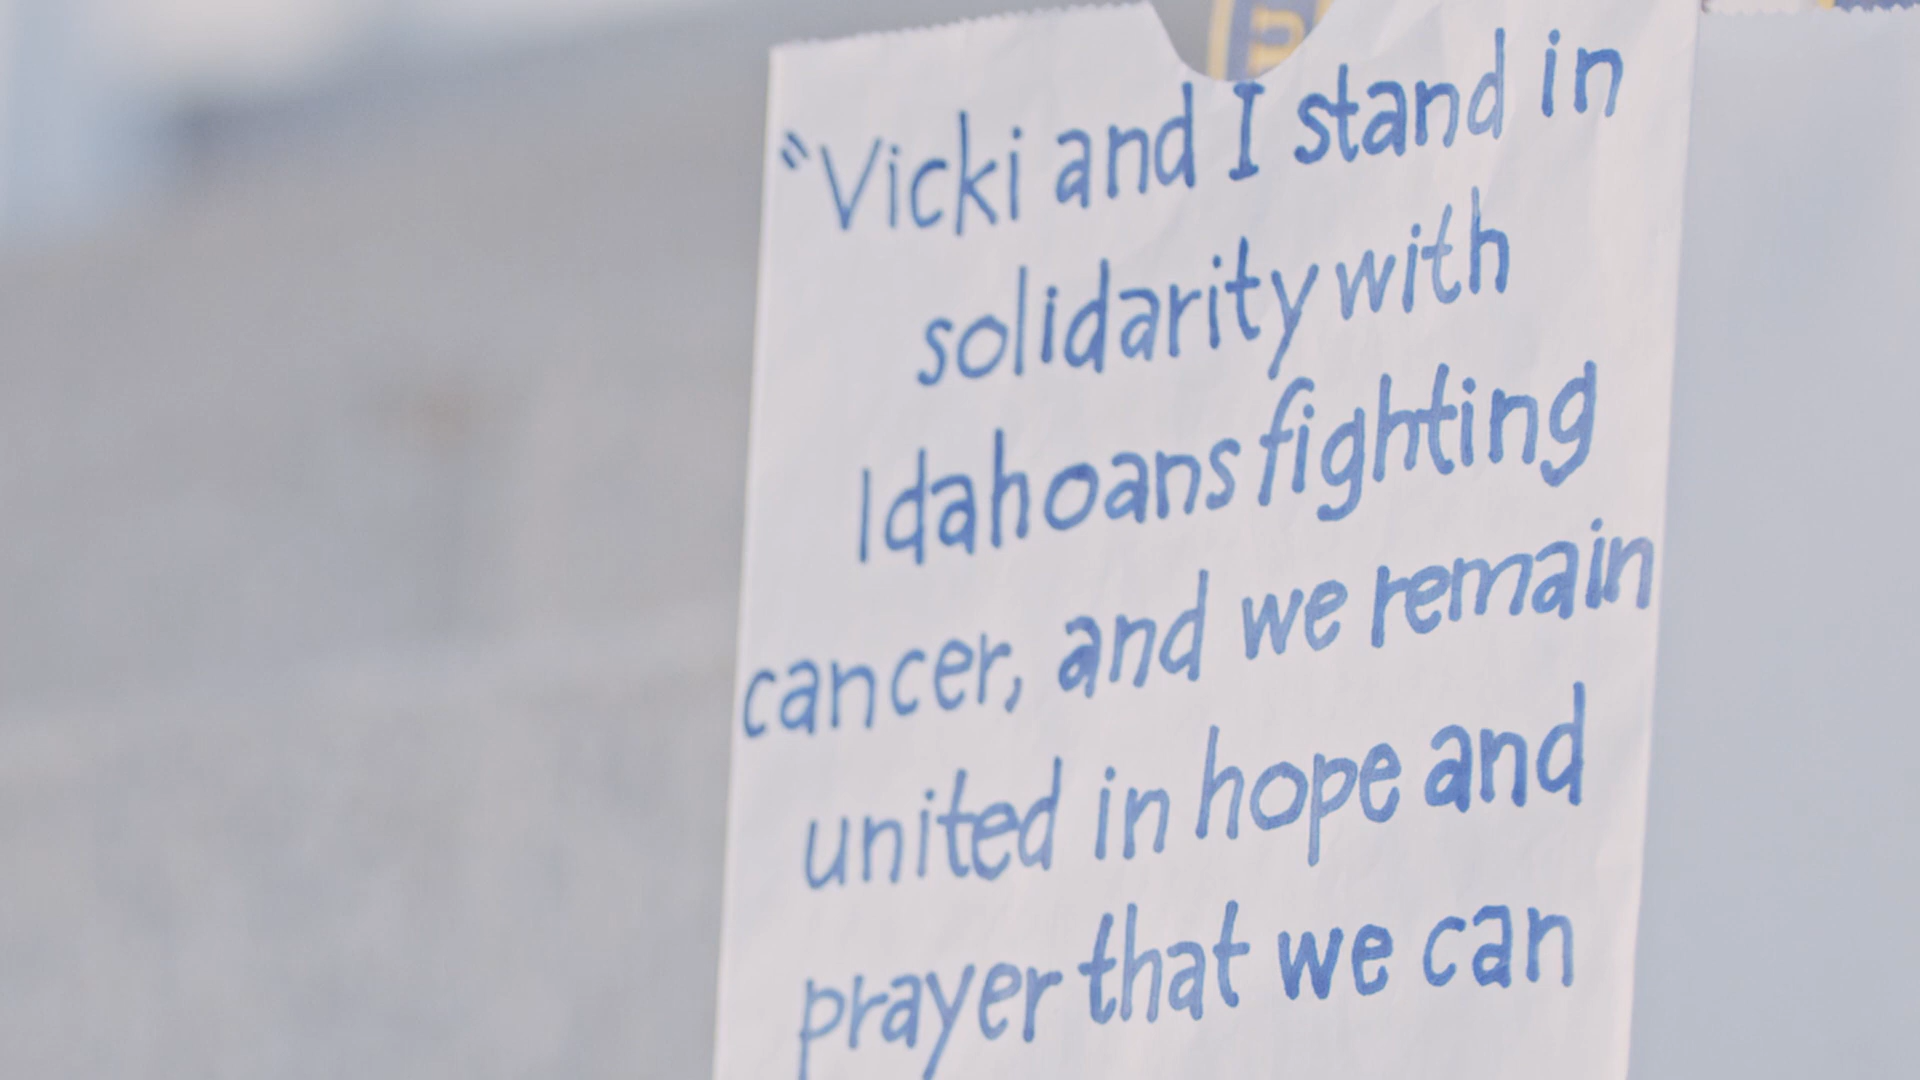 "Vicki and I stand in
solidarity with
Idahoans fighting
cancer, and we remain
united in hope and
prayer that we can